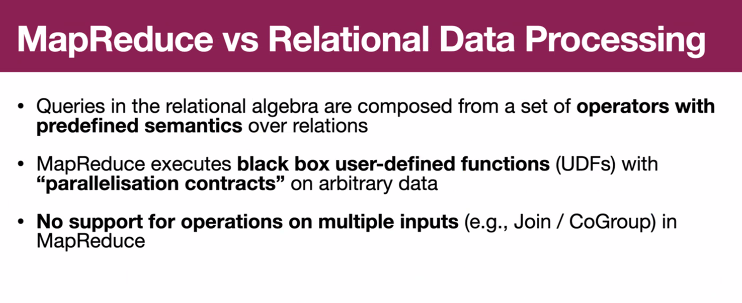 MapReduce vs Relational Data Processing
• Queries in the relational algebra are composed from a set of operators with
predefined semantics over relations
• MapReduce executes black box user-defined functions (UDFs) with
“parallelisation contracts” on arbitrary data
• No support for operations on multiple inputs (e.g., Join / CoGroup) in
MapReduce